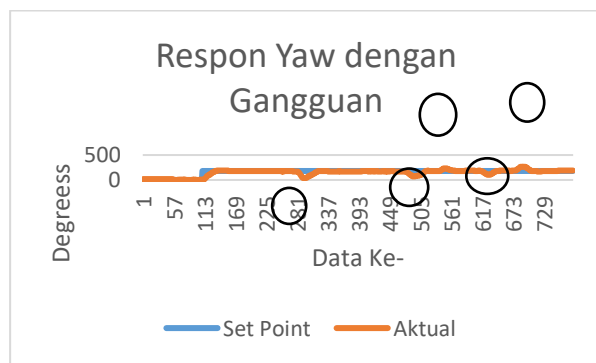 Respon Yaw dengan
Gangguan
Degreess
500
0
1
57
113
169
225
281
337
393
449
505
561
617
673
729
Data Ke-
Set Point
Aktual